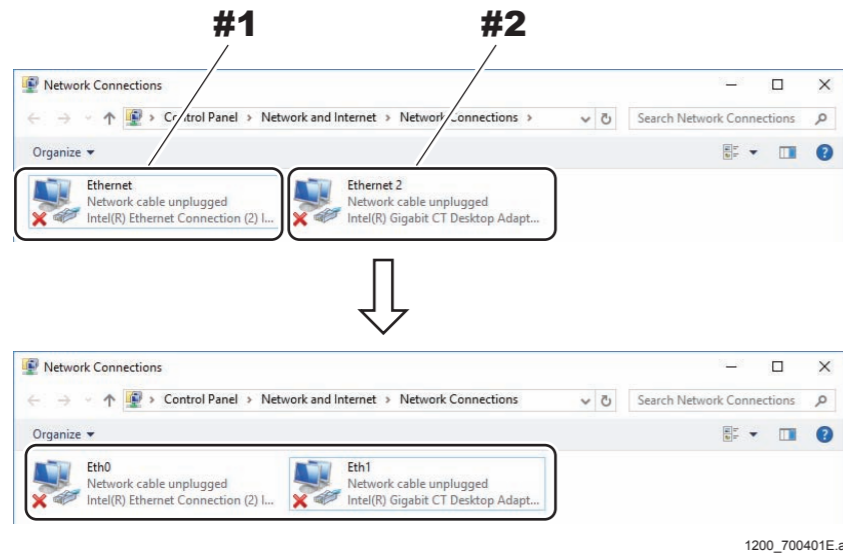 #1 #2
Network Connections
Control Panel > Network and Internet > Network Connections >
Search Network Connections
Organize
Ethernet
Network cable unplugged
Intel(R) Ethernet Connection (2) I...
Ethernet 2
Network cable unplugged
Intel(R) Gigabit CT Desktop Adapt...
Network Connections
Control Panel > Network and Internet > Network Connections
Search Network Connections
Organize
Eth0
Network cable unplugged
Intel(R) Ethernet Connection (2) I...
Eth1
Network cable unplugged
Intel(R) Gigabit CT Desktop Adapt...
1200_700401E.a